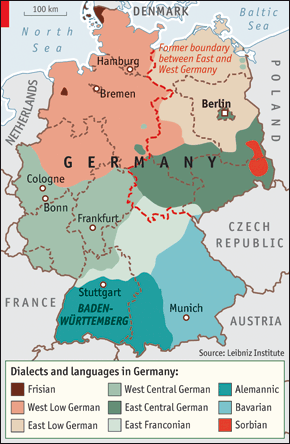 100 km
DENMARK
Baltic
Sea
North
Sea
Former boundary
between East and
West Germany
Hamburg
Bremen
POLAND
NETHERLANDS
Berlin
GERMANY
Cologne
Bonn
Frankfurt
CZECH
REPUBLIC
FRANCE
Stuttgart
BADEN-
WÜRTTEMBERG
Munich
AUSTRIA
Source: Leibniz Institute
Dialects and languages in Germany:
Frisian
West Central German
Alemannic
West Low German
East Central German
Bavarian
East Low German
East Franconian
Sorbian